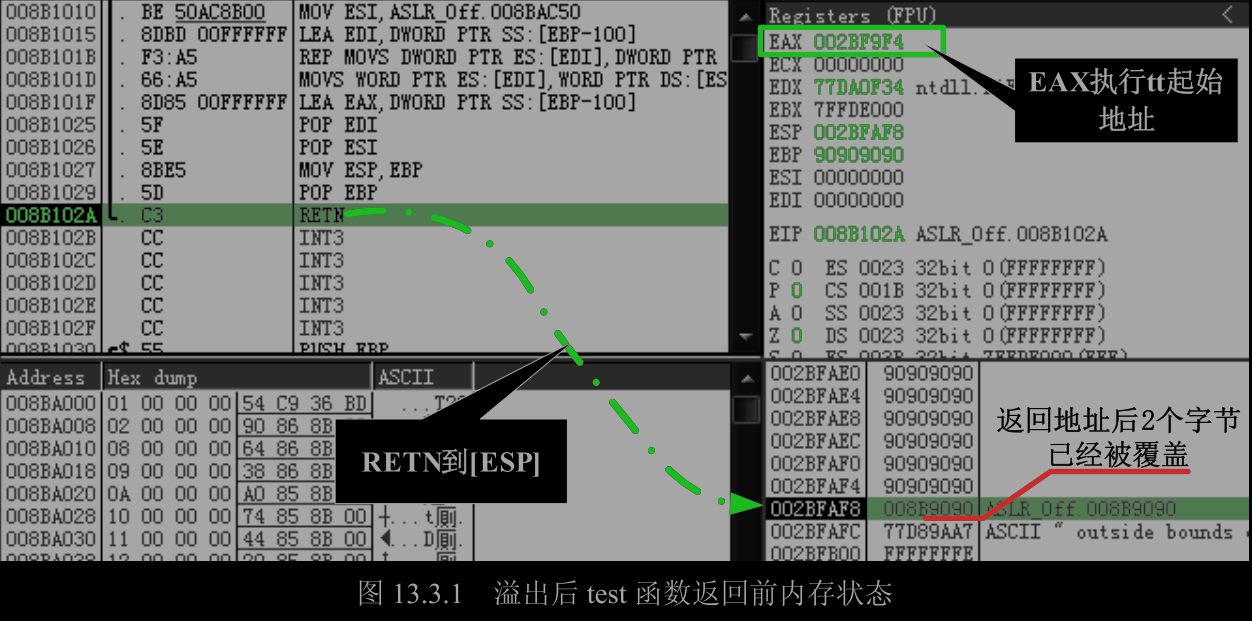 008B1010 . BE 50AC8B00 MOV ESI,ASLR_Off.008BAC50
008B1015 . 8DBD 00FFFFFF LEA EDI,DWORD PTR SS:[EBP-100]
008B101B . F3:A5 REP MOVS DWORD PTR ES:[EDI],DWORD PTR
008B101D . 66:A5 MOVS WORD PTR ES:[EDI],WORD PTR DS:[ES
008B101F . 8D85 00FFFFFF LEA EAX,DWORD PTR SS:[EBP-100]
008B1025 . 5F POP EDI
008B1026 . 5E POP ESI
008B1027 . 8BE5 MOV ESP,EBP
008B1029 . 5D POP EBP
008B102A . C3 RETN
008B102B CC INT3
008B102C CC INT3
008B102D CC INT3
008B102E CC INT3
008B102F CC INT3
008B1030 $ 55 PUSH EBP
Registers (FPU) <
EAX 002BF9F4
ECX 00000000
EDX 77DA0F34 ntdll.
EBX 7FFDE000
ESP 002BFAF8
EBP 90909090
ESI 00000000
EDI 00000000
EIP 008B102A ASLR_Off.008B102A
C 0 ES 0023 32bit 0(FFFFFFFF)
P 0 CS 001B 32bit 0(FFFFFFFF)
A 0 SS 0023 32bit 0(FFFFFFFF)
Z 0 DS 0023 32bit 0(FFFFFFFF)
S 0 FS 003B 32bit 7FFDF000(FFF)
EAX执行tt起始
地址
Address Hex dump ASCII
008BA000 01 00 00 00 54 C9 36 BD ...T
008BA008 02 00 00 00 90 86 8B
008BA010 08 00 00 00 64 86 8B
008BA018 09 00 00 00 38 86 8B
008BA020 0A 00 00 00 A0 85 8B
008BA028 10 00 00 00 74 85 8B 00 ...t
008BA030 11 00 00 00 44 85 8B 00 ...D
RETN到[ESP]
002BFAE0 90909090
002BFAE4 90909090
002BFAE8 90909090
002BFAEC 90909090
002BFAF0 90909090
002BFAF4 90909090
002BFAF8 008B9090 ASLR_Off.008B9090
002BFAFC 77D89AA7 ASCII " outside bounds
002BFB00 FFFFFFFF
返回地址后2个字节
已经被覆盖
图 13.3.1 溢出后 test 函数返回前内存状态